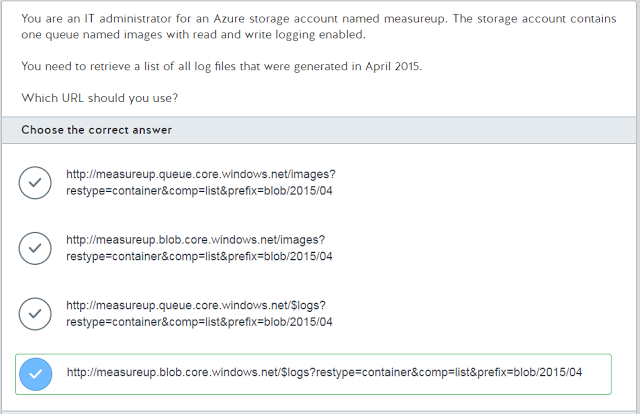 You are an IT administrator for an Azure storage account named measureup. The storage account contains
one queue named images with read and write logging enabled.
You need to retrieve a list of all log files that were generated in April 2015.
Which URL should you use?
Choose the correct answer
http://measureup.queue.core.windows.net/images?
restype=container&comp=list&prefix=blob/2015/04
http://measureup.blob.core.windows.net/images?
restype=container&comp=list&prefix=blob/2015/04
http://measureup.queue.core.windows.net/$logs?
restype=container&comp=list&prefix=blob/2015/04
http://measureup.blob.core.windows.net/$logs?restype=container&comp=list&prefix=blob/2015/04